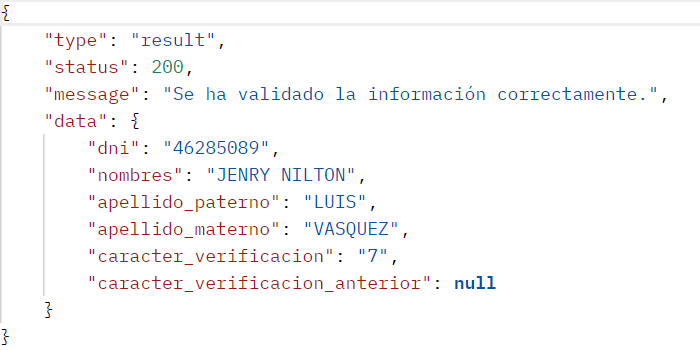 {
"type": "result",
"status": 200,
"message": "Se ha validado la información correctamente.",
"data": {
"dni": "46285089",
"nombres": "JENRY NILTON",
"apellido_paterno": "LUIS",
"apellido_materno": "VASQUEZ",
"caracter_verificacion": "7",
"caracter_verificacion_anterior": null
}
}